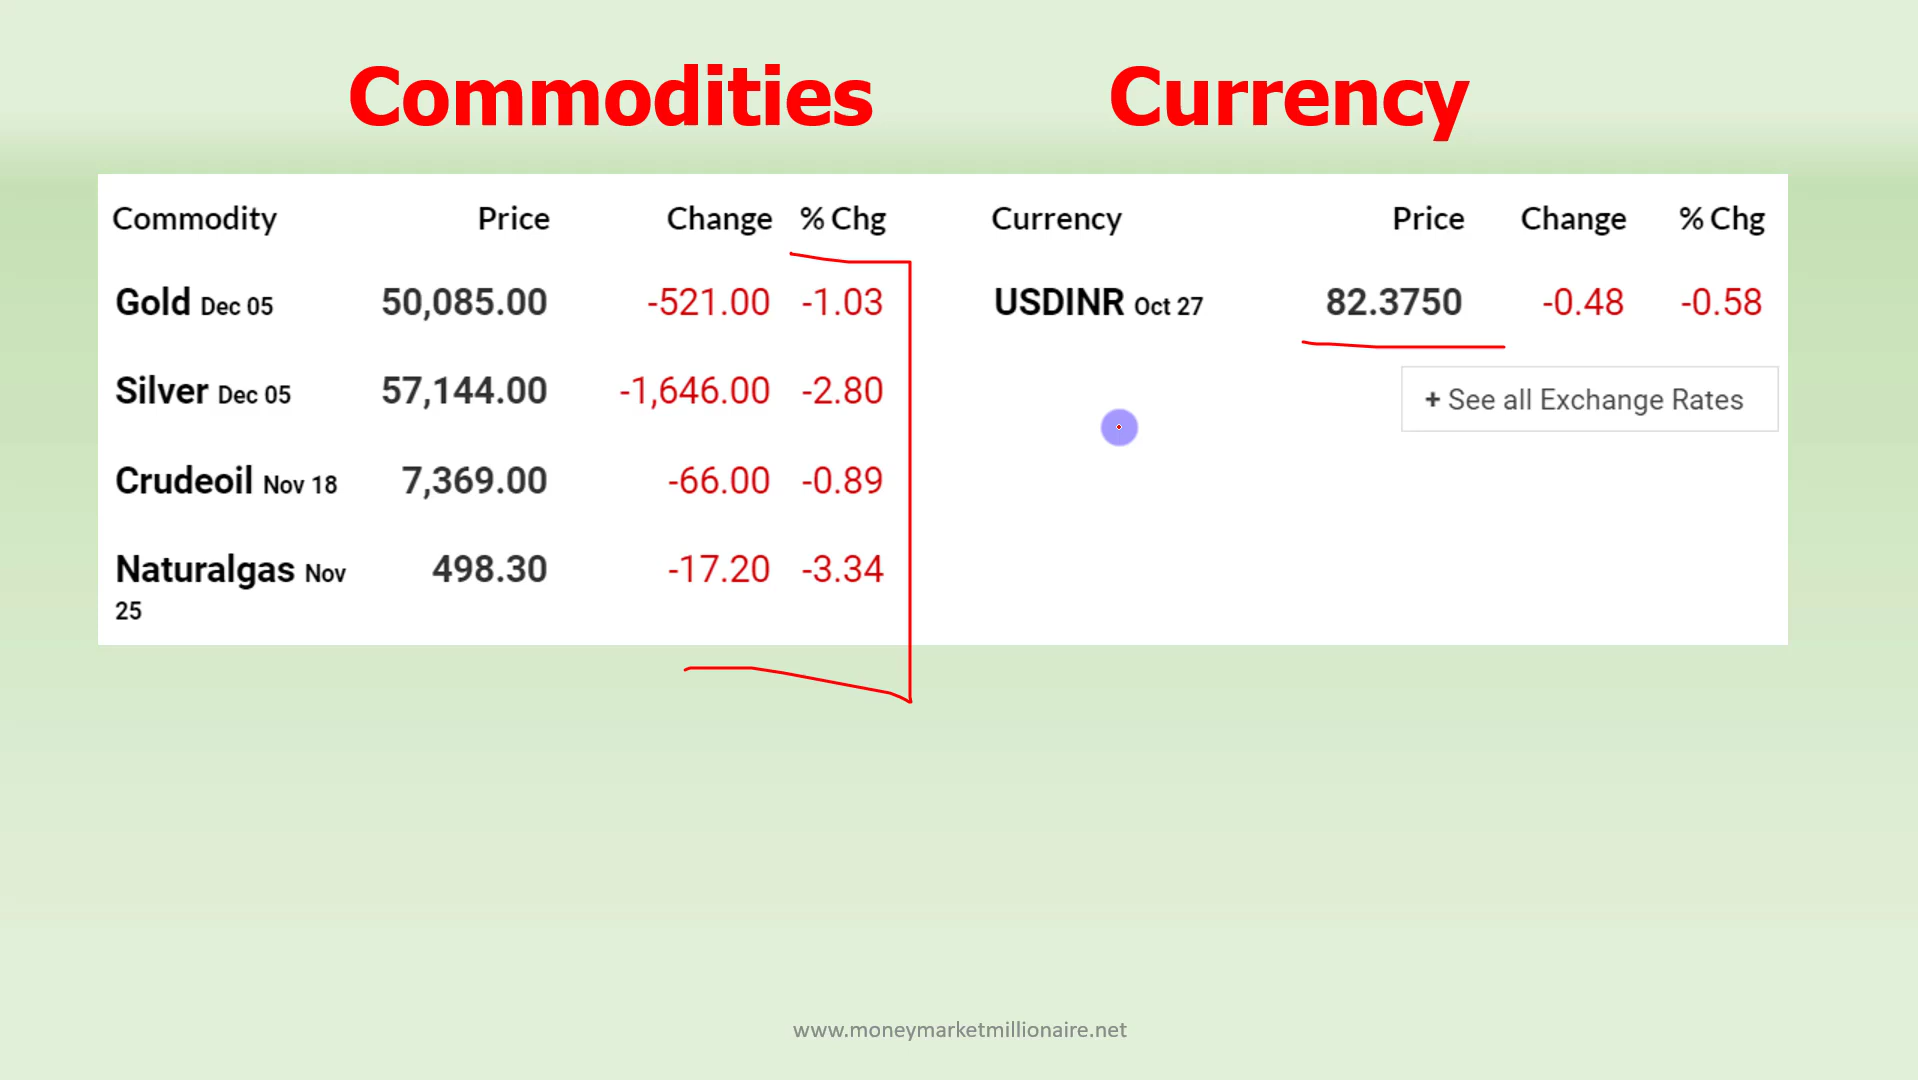 Commodities Currency
Commodity Price Change % Chg Currency Price Change % Chg
Gold Dec 05 50,085.00 -521.00 -1.03 USDINR Oct 27 82.3750 -0.48 -0.58
Silver Dec 05 57,144.00 -1,646.00 -2.80 + See all Exchange Rates
Crudeoil Nov 18 7,369.00 -66.00 -0.89
Naturalgas Nov 498.30 -17.20 -3.34
25
www.moneymarketmillionaire.net